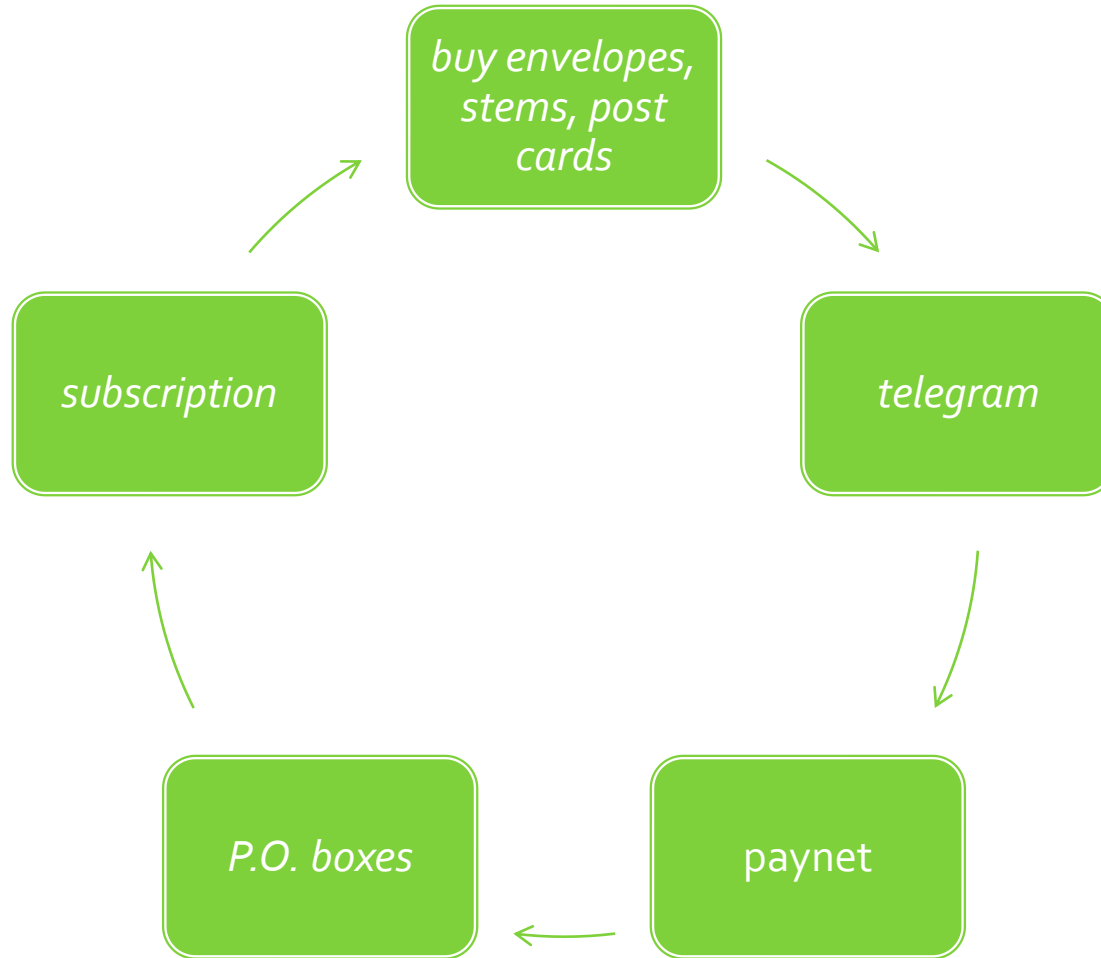 buy envelopes,
stems, post
cards
subscription
telegram
P.O. boxes
paynet